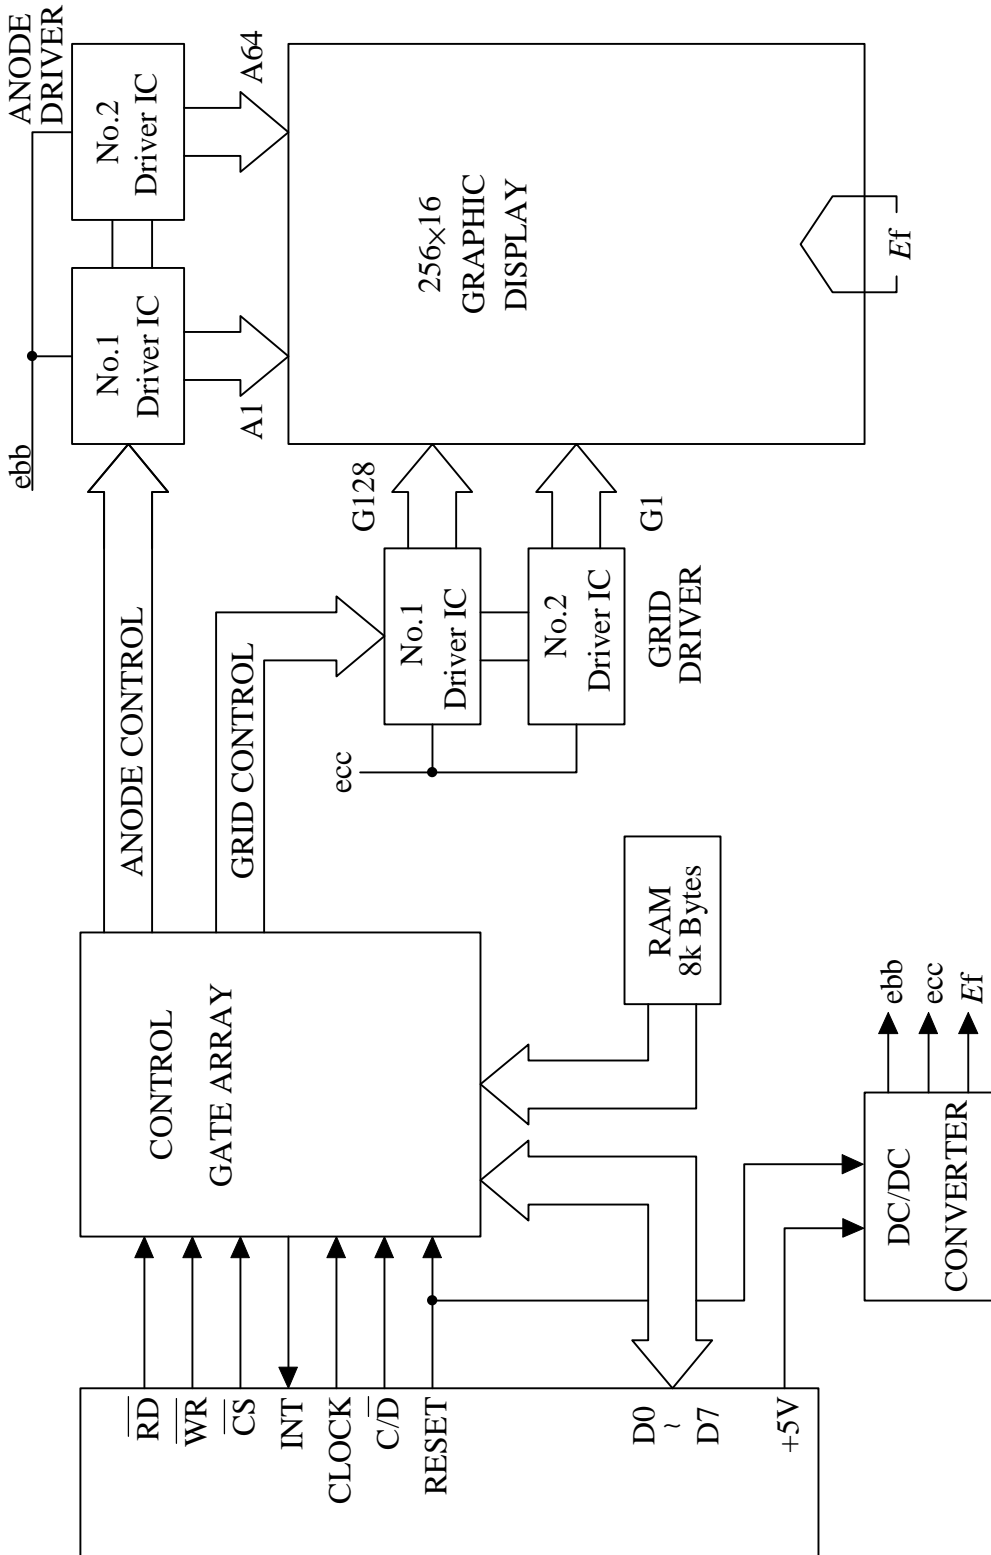 RD
WR
CS
INT
CLOCK
C/D
RESET
D0
~
D7
+5V
CONTROL
GATE ARRAY
RAM
8k Bytes
DC/DC
CONVERTER
ebb
ecc
Ef
ANODE CONTROL
GRID CONTROL
ecc
No.1
Driver IC
No.2
Driver IC
GRID
DRIVER
G128
G1
ebb
No.1
Driver IC
No.2
Driver IC
ANODE
DRIVER
A1
A64
256×16
GRAPHIC
DISPLAY
Ef